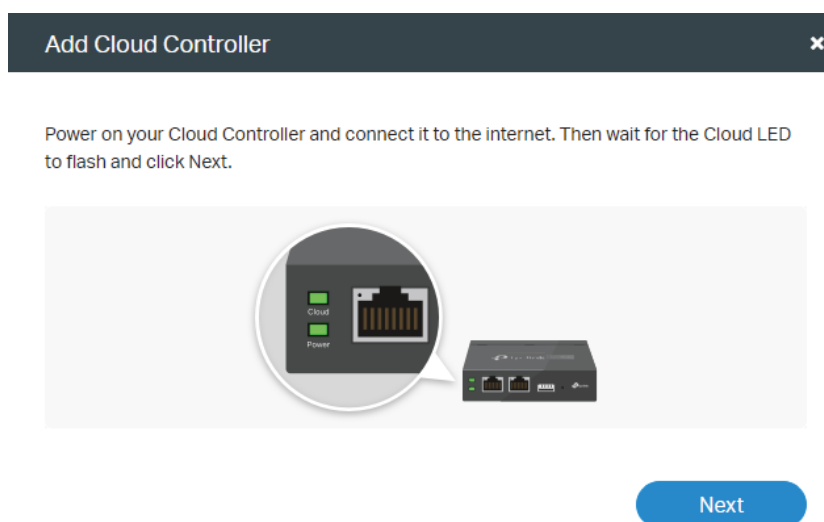 Add Cloud Controller
Power on your Cloud Controller and connect it to the internet. Then wait for the Cloud LED
to flash and click Next.
Cloud
Power
Next